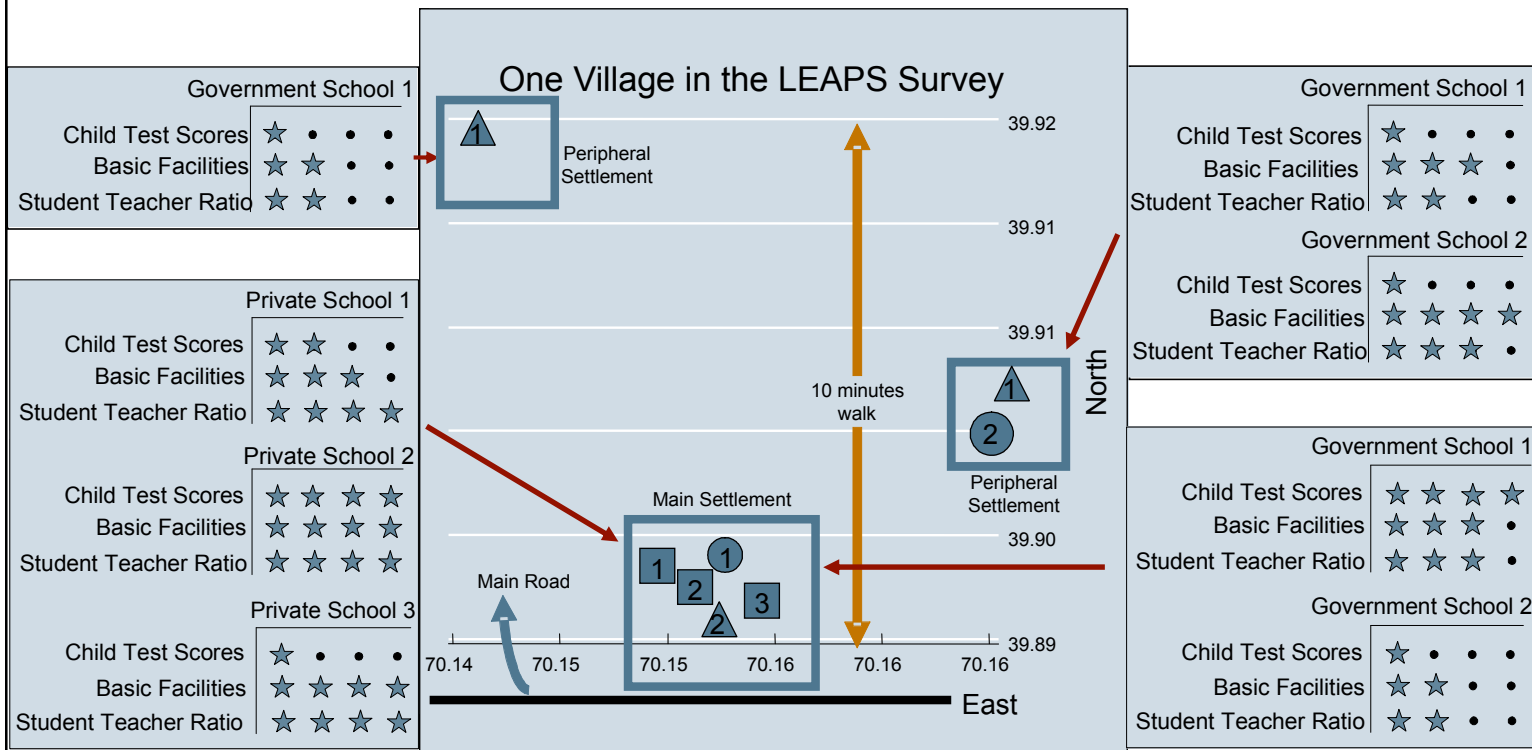 One Village in the LEAPS Survey
Government School 1
Child Test Scores
Basic Facilities
Student Teacher Ratio
Private School 1
Child Test Scores
Basic Facilities
Student Teacher Ratio
Private School 2
Child Test Scores
Basic Facilities
Student Teacher Ratio
Private School 3
Child Test Scores
Basic Facilities
Student Teacher Ratio
1
Peripheral
Settlement
39.92
39.91
39.91
10 minutes
walk
1
2
North
Peripheral
Settlement
Main Settlement
39.90
1
1
2
3
2
Main Road
39.89
70.14 70.15 70.15 70.16 70.16 70.16
East
Government School 1
Child Test Scores
Basic Facilities
Student Teacher Ratio
Government School 2
Child Test Scores
Basic Facilities
Student Teacher Ratio
Government School 1
Child Test Scores
Basic Facilities
Student Teacher Ratio
Government School 2
Child Test Scores
Basic Facilities
Student Teacher Ratio